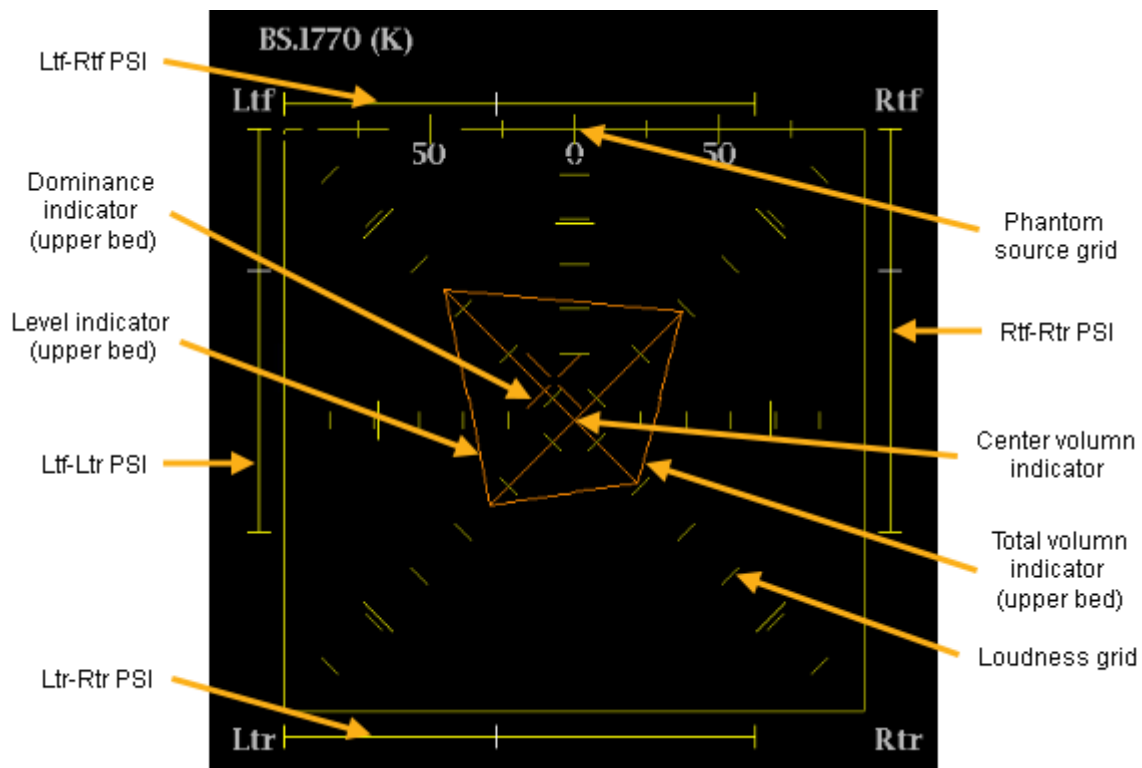 BS.1770 (K)
Ltf-Rtf PSI
Ltf
Rtf
50
0
50
Dominance
indicator
(upper bed)
Phantom
source grid
Level indicator
(upper bed)
Rtf-Rtr PSI
Ltf-Ltr PSI
Center volumn
indicator
Total volumn
indicator
(upper bed)
Loudness grid
Ltr-Rtr PSI
Ltr
Rtr